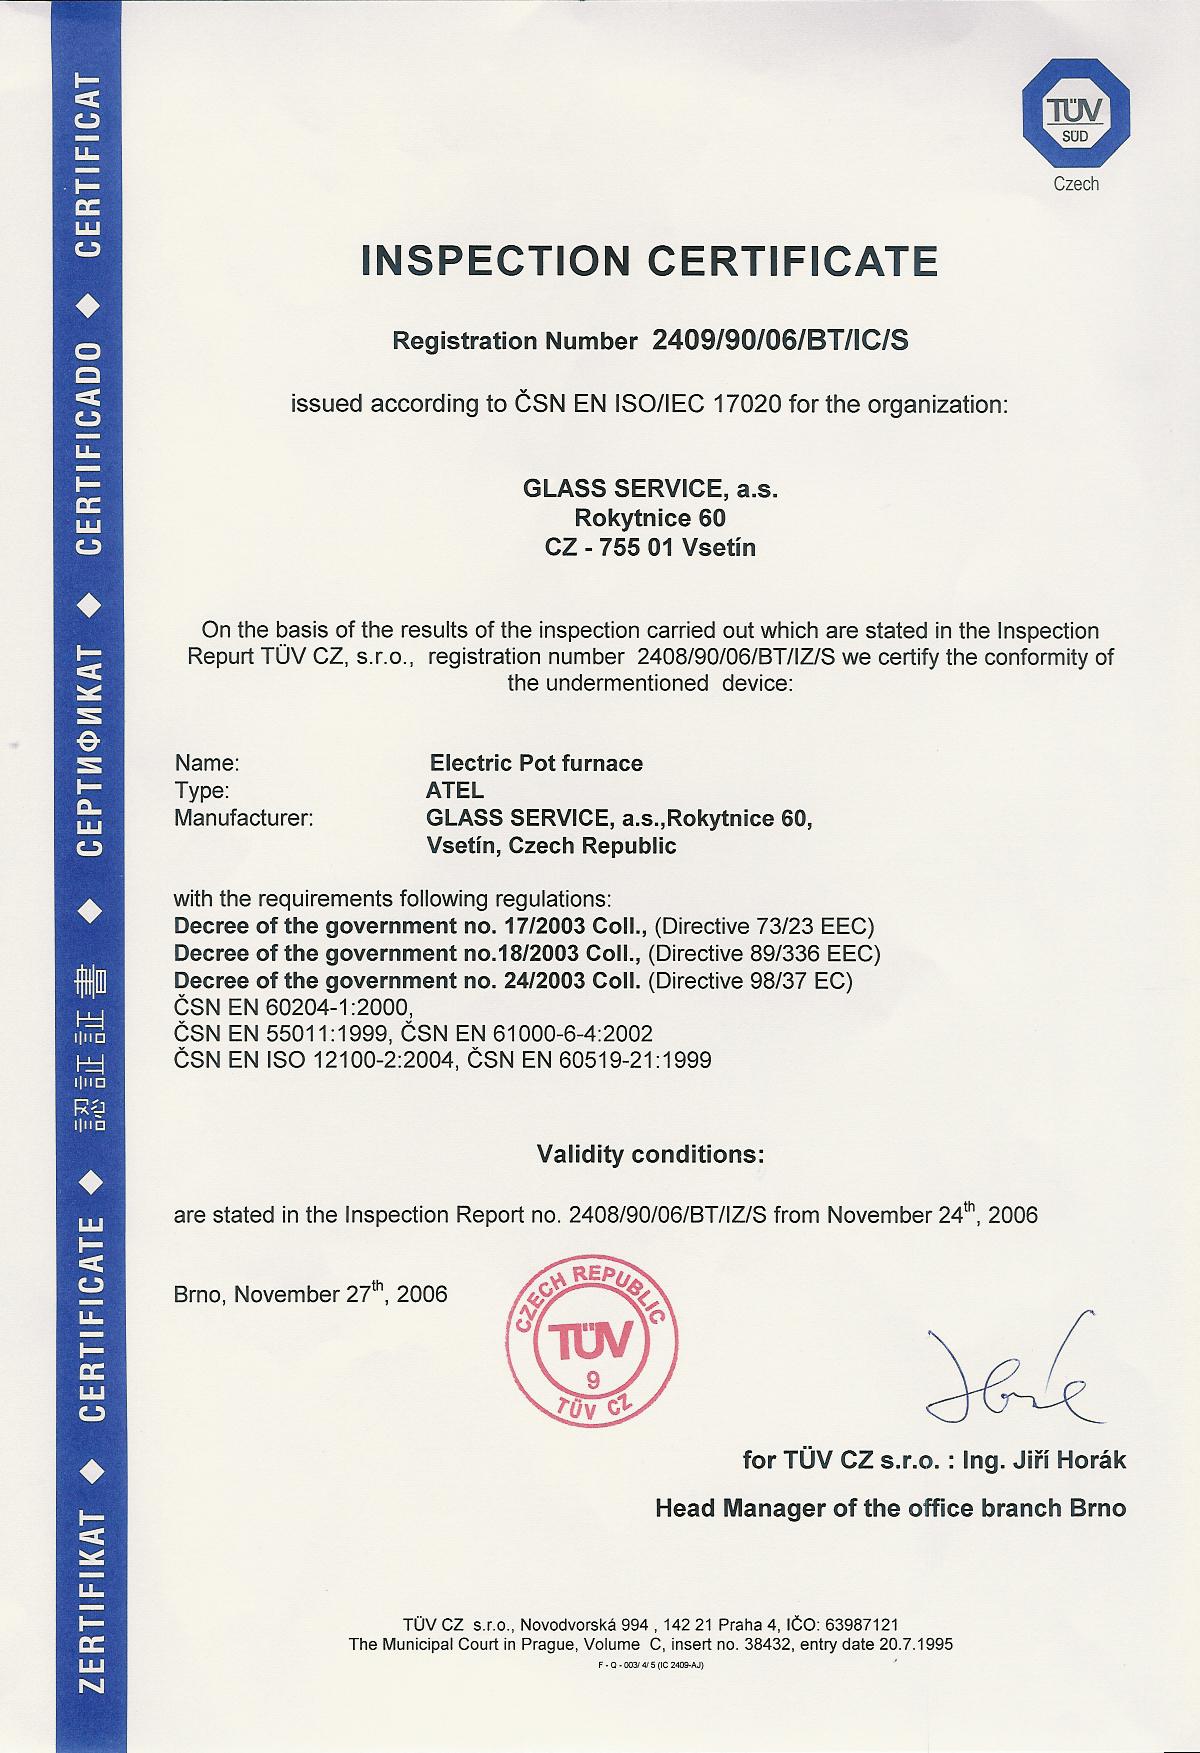 CERTIFICAT
CERTIFICADO
СЕРТИФИКАТ
認証証書
CERTIFICATE
ZERTIFIKAT
TÜV
SÜD
Czech
INSPECTION CERTIFICATE
Registration Number 2409/90/06/BT/IC/S
issued according to ČSN EN ISO/IEC 17020 for the organization:
GLASS SERVICE, a.s.
Rokytnice 60
CZ - 755 01 Vsetín
On the basis of the results of the inspection carried out which are stated in the Inspection
Repurt TÜV CZ, s.r.o., registration number 2408/90/06/BT/IZ/S we certify the conformity of
the undermentioned device:
Name: Electric Pot furnace
Type: ATEL
Manufacturer: GLASS SERVICE, a.s.,Rokytnice 60,
Vsetín, Czech Republic
with the requirements following regulations:
Decree of the government no. 17/2003 Coll., (Directive 73/23 EEC)
Decree of the government no.18/2003 Coll., (Directive 89/336 EEC)
Decree of the government no. 24/2003 Coll. (Directive 98/37 EC)
ČSN EN 60204-1:2000,
ČSN EN 55011:1999, ČSN EN 61000-6-4:2002
ČSN EN ISO 12100-2:2004, ČSN EN 60519-21:1999
Validity conditions:
are stated in the Inspection Report no. 2408/90/06/BT/IZ/S from November 24th, 2006
Brno, November 27th, 2006
CZECH REPUBLIC
TÜV
9
TÜV CZ
for TÜV CZ s.r.o. : Ing. Jiří Horák
Head Manager of the office branch Brno
TÜV CZ s.r.o., Novodvorská 994 , 142 21 Praha 4, IČO: 63987121
The Municipal Court in Prague, Volume C, insert no. 38432, entry date 20.7.1995
F - Q - 003/ 4/ 5 (IC 2409-AJ)